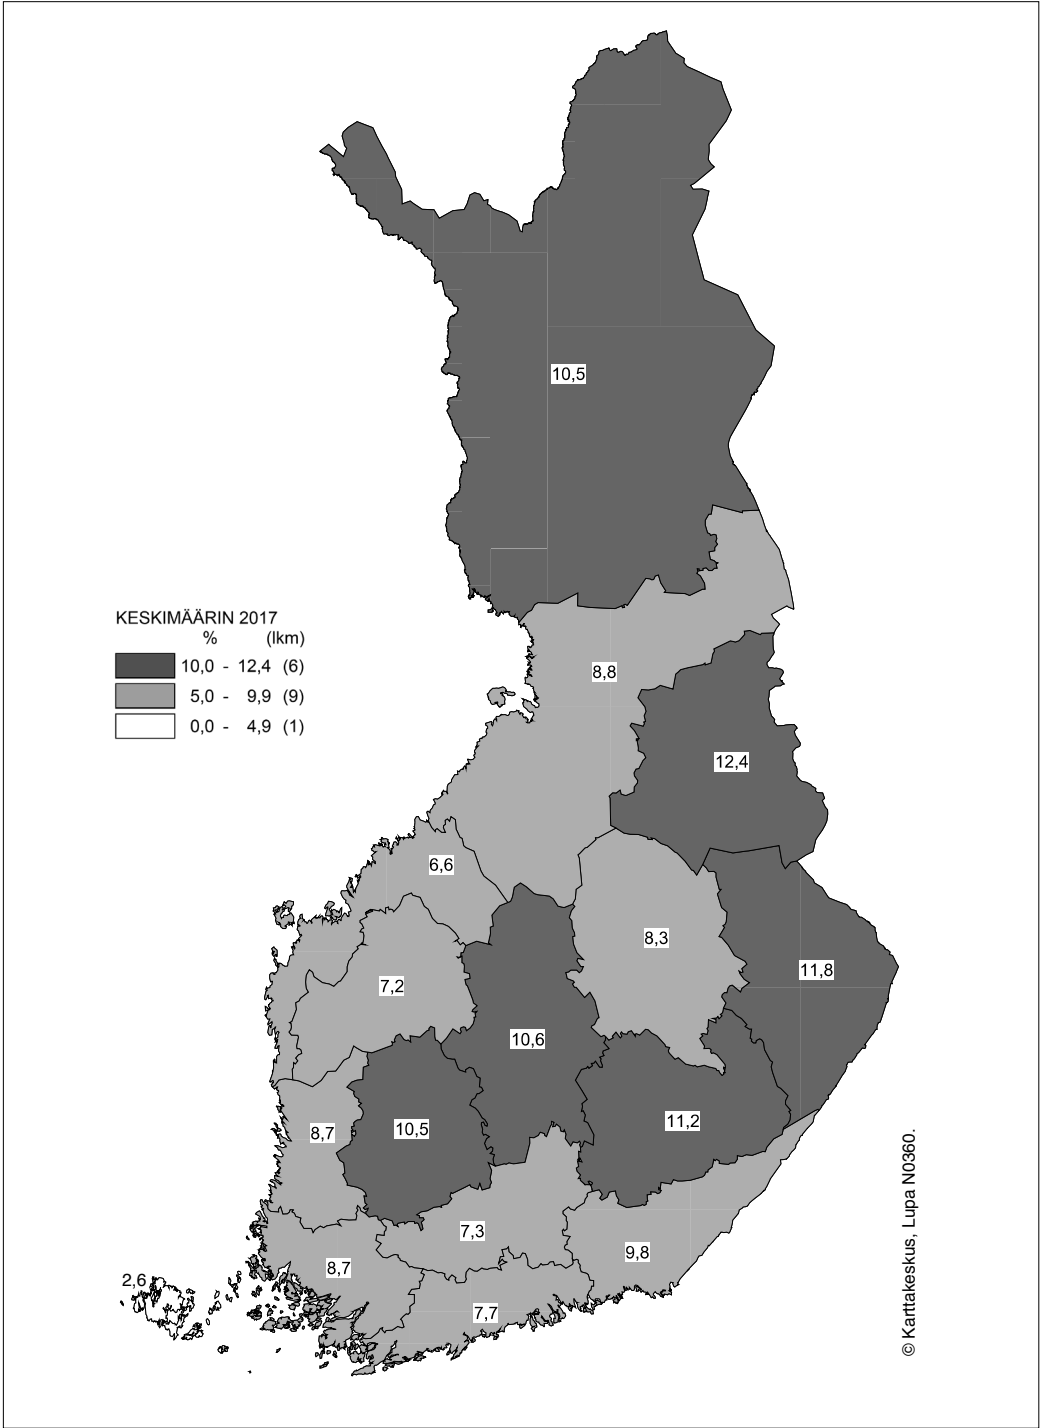 10,5
KESKIMÄÄRIN 2017
% (lkm)
10,0 - 12,4 (6)
5,0 - 9,9 (9)
0,0 - 4,9 (1)
8,8
12,4
6,6
8,3
11,8
7,2
10,6
11,2
8,7
10,5
7,3
9,8
8,7
2,6
7,7
© Karttakeskus, Lupa N0360.